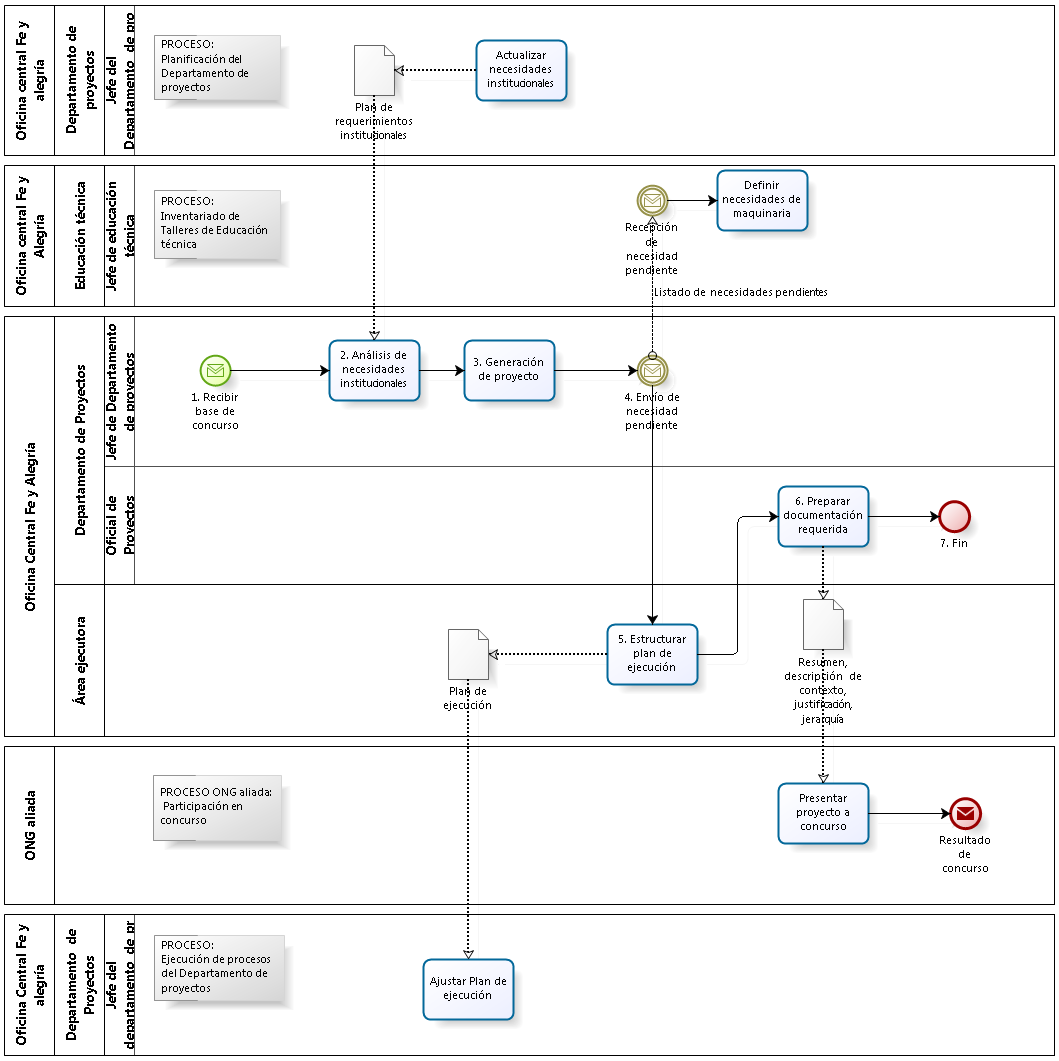 Oficina central Fe y
alegría
Departamento de
proyectos
Jefe del
Departamento de pro
PROCESO:
Planificación del
Departamento de
proyectos
Plan de
requerimientos
institucionales
Actualizar
necesidades
institucionales
Oficina central Fe y
Alegría
Educación técnica
Jefe de educación
técnica
PROCESO:
Inventariado de
Talleres de Educación
técnica
Recepción
de
necesidad
pendiente
Definir
necesidades de
maquinaria
Listado de necesidades pendientes
Oficina Central Fe y Alegría
Departamento de Proyectos
Jefe de Departamento
de proyectos
1. Recibir
base de
concurso
2. Análisis de
necesidades
institucionales
3. Generación
de proyecto
4. Envío de
necesidad
pendiente
Oficial de
Proyectos
6. Preparar
documentación
requerida
7. Fin
Área ejecutora
Plan de
ejecución
5. Estructurar
plan de
ejecución
Resumen,
descripción de
contexto,
justificación,
jerarquía
ONG aliada
PROCESO ONG aliada:
Participación en
concurso
Presentar
proyecto a
concurso
Resultado
de
concurso
Oficina Central Fe y
alegría
Departamento de
Proyectos
Jefe del
departamento de pr
PROCESO:
Ejecución de procesos
del Departamento de
proyectos
Ajustar Plan de
ejecución